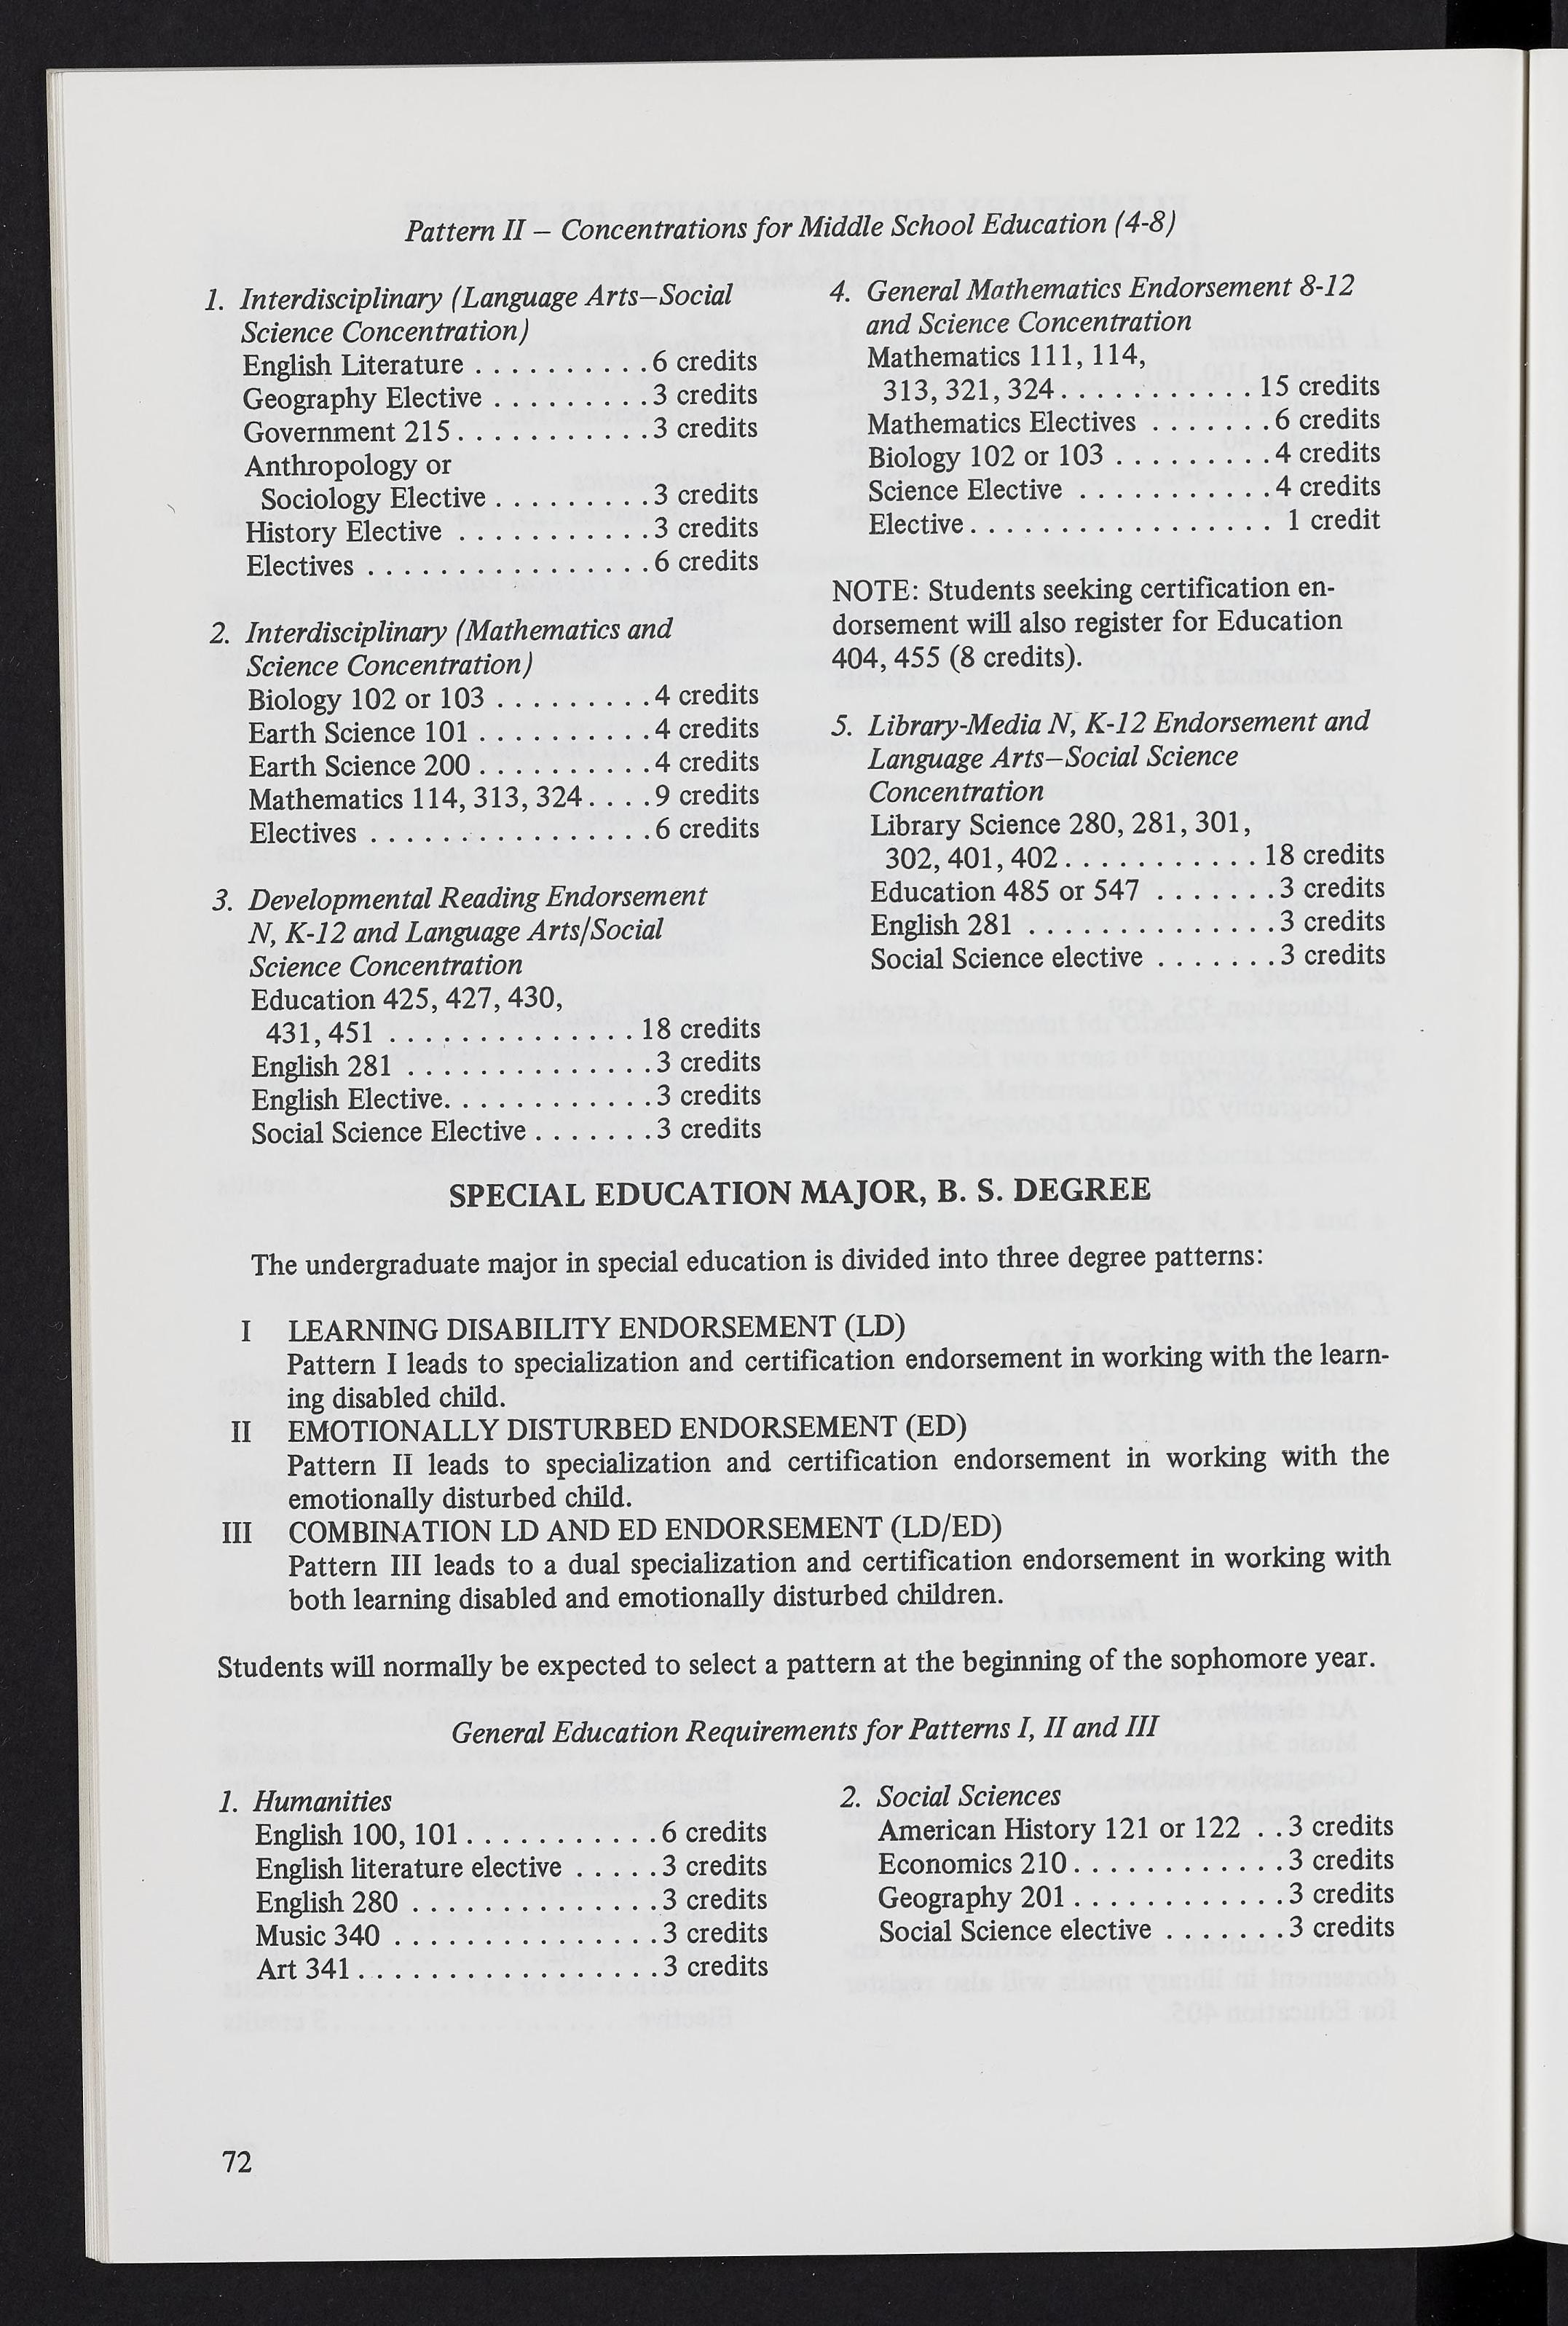 Pattern II – Concentrations for Middle School Education (4-8)
1. Interdisciplinary (Language Arts–Social
Science Concentration)
English Literature . . . . . . . . . . 6 credits
Geography Elective . . . . . . . . . 3 credits
Government 215 . . . . . . . . . . . 3 credits
Anthropology or
Sociology Elective . . . . . . . . . 3 credits
History Elective . . . . . . . . . . . 3 credits
Electives . . . . . . . . . . . . . . . . 6 credits
2. Interdisciplinary (Mathematics and
Science Concentration)
Biology 102 or 103 . . . . . . . . . 4 credits
Earth Science 101 . . . . . . . . . . 4 credits
Earth Science 200 . . . . . . . . . . 4 credits
Mathematics 114, 313, 324 . . . . 9 credits
Electives . . . . . . . . . . . . . . . . 6 credits
3. Developmental Reading Endorsement
N, K-12 and Language Arts/Social
Science Concentration
Education 425, 427, 430,
431, 451 . . . . . . . . . . . . . . 18 credits
English 281 . . . . . . . . . . . . . . 3 credits
English Elective. . . . . . . . . . . . 3 credits
Social Science Elective . . . . . . . 3 credits
4. General Mathematics Endorsement 8-12
and Science Concentration
Mathematics 111, 114,
313, 321, 324 . . . . . . . . . . . 15 credits
Mathematics Electives . . . . . . . 6 credits
Biology 102 or 103 . . . . . . . . . 4 credits
Science Elective . . . . . . . . . . . 4 credits
Elective . . . . . . . . . . . . . . . . . 1 credit
NOTE: Students seeking certification en-
dorsement will also register for Education
404, 455 (8 credits).
5. Library-Media N, K-12 Endorsement and
Language Arts–Social Science
Concentration
Library Science 280, 281, 301,
302, 401, 402 . . . . . . . . . . . 18 credits
Education 485 or 547 . . . . . . . 3 credits
English 281 . . . . . . . . . . . . . . 3 credits
Social Science elective . . . . . . . 3 credits
SPECIAL EDUCATION MAJOR, B. S. DEGREE
The undergraduate major in special education is divided into three degree patterns:
I LEARNING DISABILITY ENDORSEMENT (LD)
Pattern I leads to specialization and certification endorsement in working with the learn-
ing disabled child.
II EMOTIONALLY DISTURBED ENDORSEMENT (ED)
Pattern II leads to specialization and certification endorsement in working with the
emotionally disturbed child.
III COMBINATION LD AND ED ENDORSEMENT (LD/ED)
Pattern III leads to a dual specialization and certification endorsement in working with
both learning disabled and emotionally disturbed children.
Students will normally be expected to select a pattern at the beginning of the sophomore year.
General Education Requirements for Patterns I, II and III
1. Humanities
English 100, 101 . . . . . . . . . . . 6 credits
English literature elective . . . . . 3 credits
English 280 . . . . . . . . . . . . . . 3 credits
Music 340 . . . . . . . . . . . . . . . 3 credits
Art 341 . . . . . . . . . . . . . . . . . 3 credits
2. Social Sciences
American History 121 or 122 . . 3 credits
Economics 210 . . . . . . . . . . . . 3 credits
Geography 201 . . . . . . . . . . . . 3 credits
Social Science elective . . . . . . . 3 credits
72